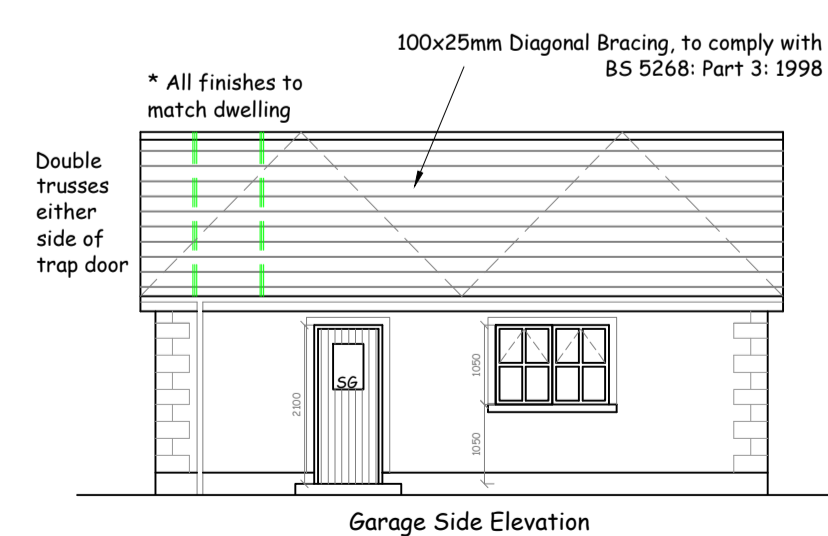 100x25mm Diagonal Bracing, to comply with
BS 5268: Part 3: 1998
* All finishes to
match dwelling
Double
trusses
either
side of
trap door
SG
2100
1050
1050
Garage Side Elevation